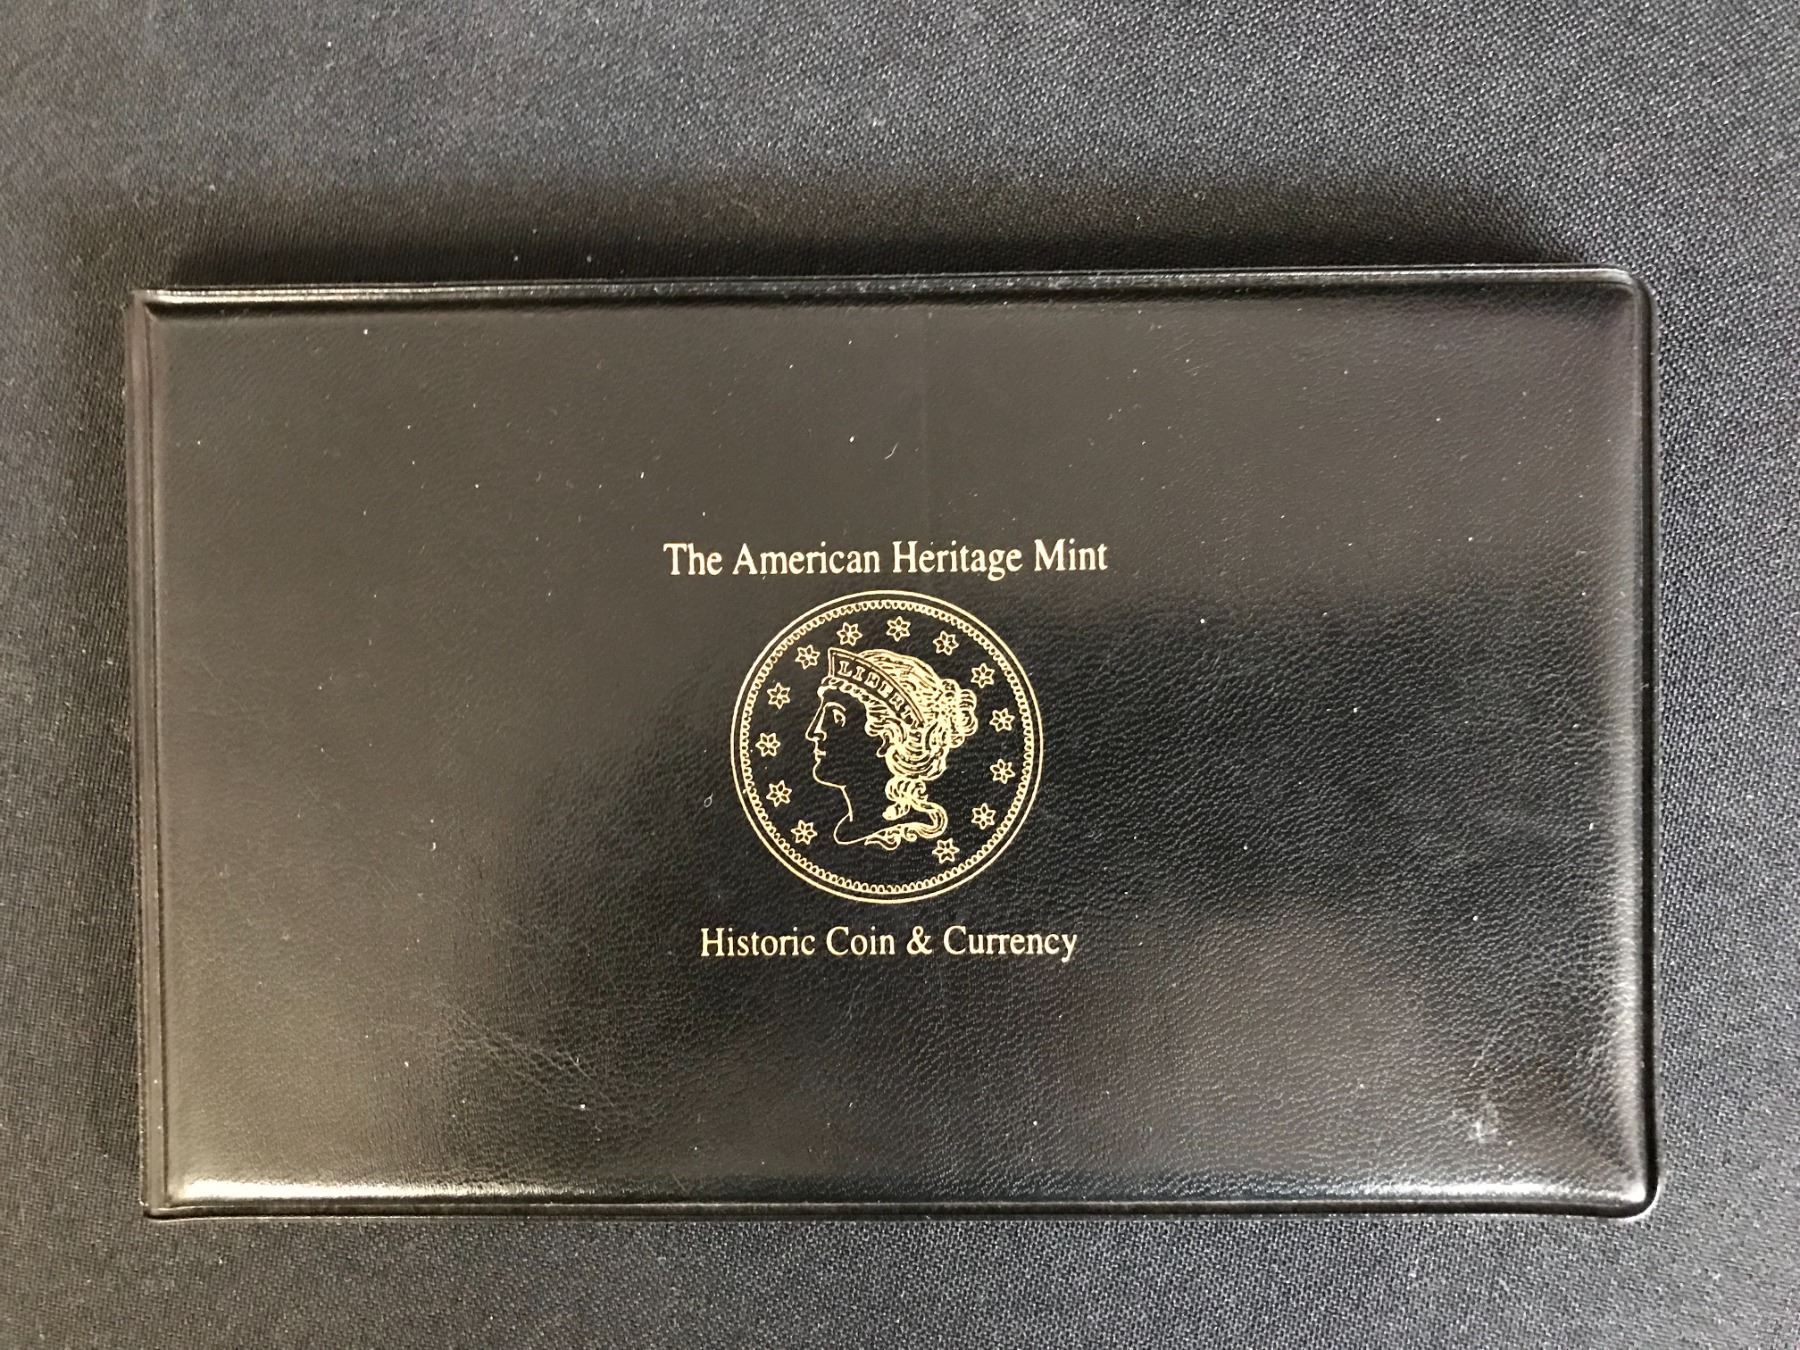 The American Heritage Mint
LIBERTY
Historic Coin & Currency